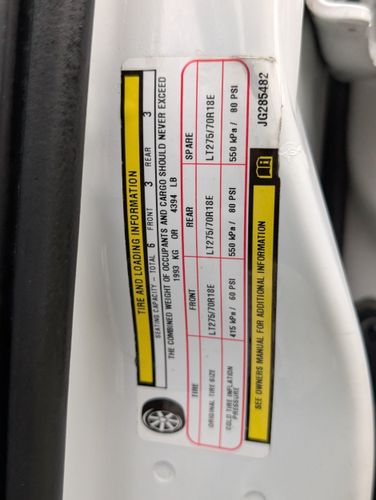 TIRE AND LOADING INFORMATION
SEATING CAPACITY - TOTAL 6 FRONT 3 REAR 3
THE COMBINED WEIGHT OF OCCUPANTS AND CARGO SHOULD NEVER EXCEED
1993 KG OR 4394 LB
TIRE FRONT REAR SPARE
ORIGINAL TIRE SIZE LT275/70R18E LT275/70R18E LT275/70R18E
COLD TIRE INFLATION PRESSURE 415 kPa / 60 PSI 550 kPa / 80 PSI 550 kPa / 80 PSI
SEE OWNERS MANUAL FOR ADDITIONAL INFORMATION
JG285482